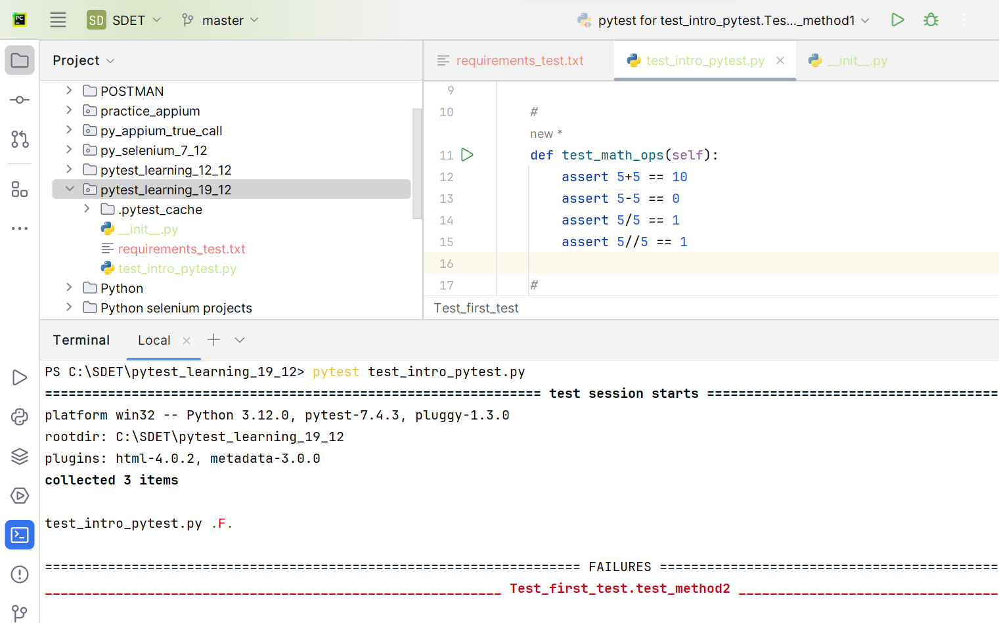 PC SD SDET master pytest for test_intro_pytest.Tes..._method1
Project
POSTMAN
practice_appium
py_appium_true_call
py_selenium_7_12
pytest_learning_12_12
pytest_learning_19_12
.pytest_cache
__init__.py
requirements_test.txt
test_intro_pytest.py
Python
Python selenium projects
requirements_test.txt test_intro_pytest.py __init__.py
9
10 #
new *
11 def test_math_ops(self):
12 assert 5+5 == 10
13 assert 5-5 == 0
14 assert 5/5 == 1
15 assert 5//5 == 1
16
17 #
Test_first_test
Terminal Local
PS C:\SDET\pytest_learning_19_12> pytest test_intro_pytest.py
=============================================================== test session starts =====================================
platform win32 -- Python 3.12.0, pytest-7.4.3, pluggy-1.3.0
rootdir: C:\SDET\pytest_learning_19_12
plugins: html-4.0.2, metadata-3.0.0
collected 3 items
test_intro_pytest.py .F.
==================================================================== FAILURES ===========================================
__________________________________________________________ Test_first_test.test_method2 _________________________________